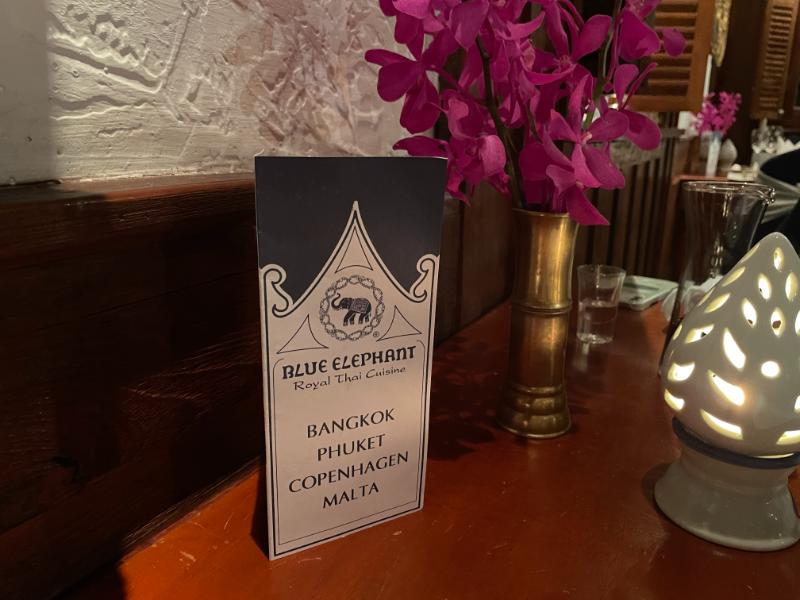 BLUE ELEPHANT
Royal Thai Cuisine
BANGKOK
PHUKET
COPENHAGEN
MALTA